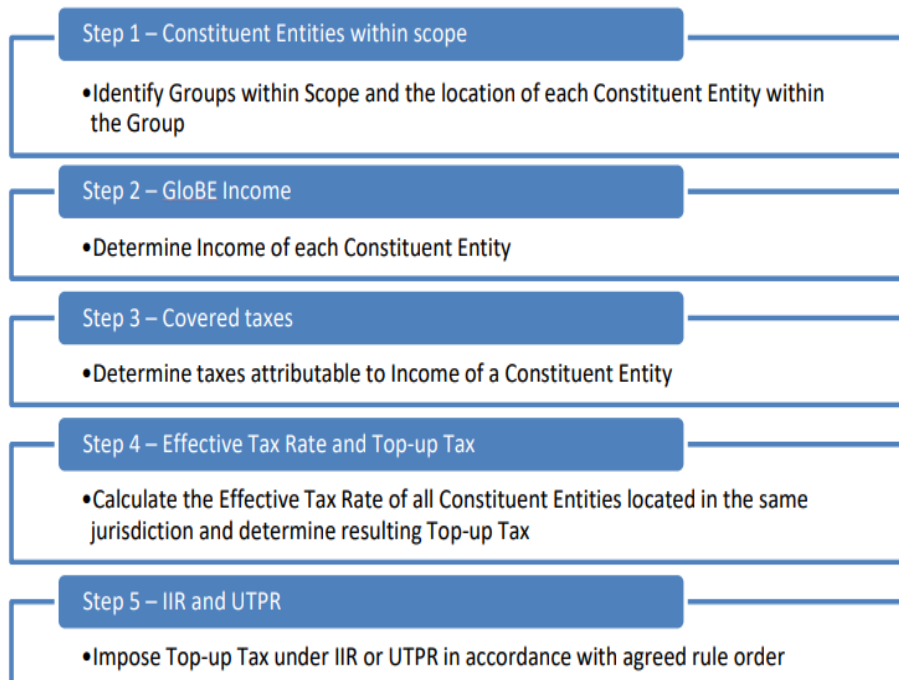 Step 1 – Constituent Entities within scope
•Identify Groups within Scope and the location of each Constituent Entity within
the Group
Step 2 – GloBE Income
•Determine Income of each Constituent Entity
Step 3 – Covered taxes
•Determine taxes attributable to Income of a Constituent Entity
Step 4 – Effective Tax Rate and Top-up Tax
•Calculate the Effective Tax Rate of all Constituent Entities located in the same
jurisdiction and determine resulting Top-up Tax
Step 5 – IIR and UTPR
•Impose Top-up Tax under IIR or UTPR in accordance with agreed rule order